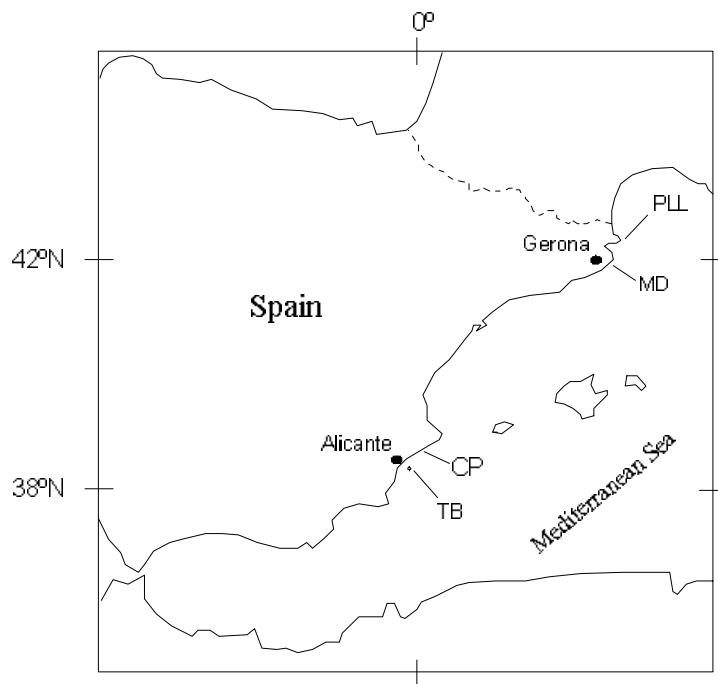 0º
PLL
Gerona
42ºN
MD
Spain
Alicante
CP
Mediterranean Sea
38ºN
TB